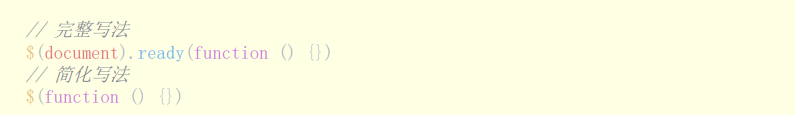 // 完整写法
$(document).ready(function () {})
// 简化写法
$(function () {})